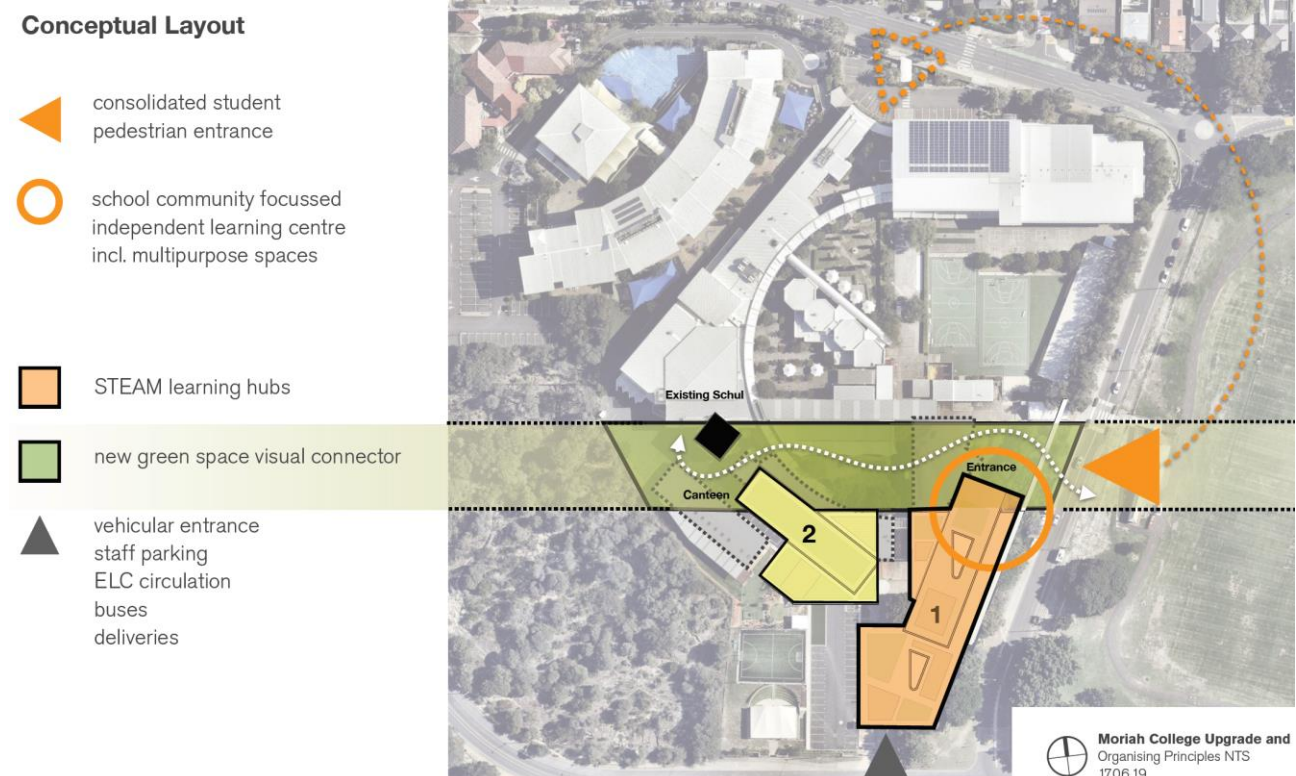 Conceptual Layout
consolidated student
pedestrian entrance
school community focussed
independent learning centre
incl. multipurpose spaces
STEAM learning hubs
new green space visual connector
vehicular entrance
staff parking
ELC circulation
buses
deliveries
Existing Schul
Entrance
Canteen
2
1
Moriah College Upgrade and
Organising Principles NTS
17.06.19